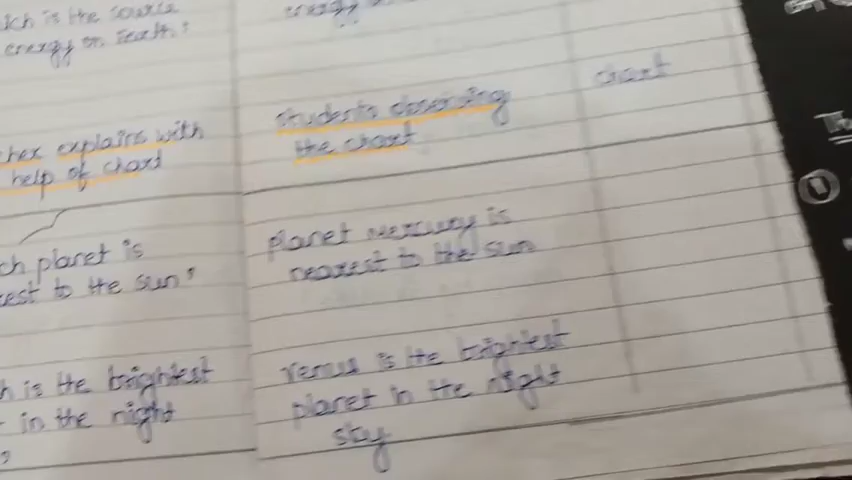 ich is the source
energy on Earth?
energy
cher explains with
help of chart
students observing
the chart
chart
ch planet is
rest to the sun?
planet Mercury is
nearest to the sun
h is the brightest
t in the night
?
Venus is the brightest
planet in the night
sky